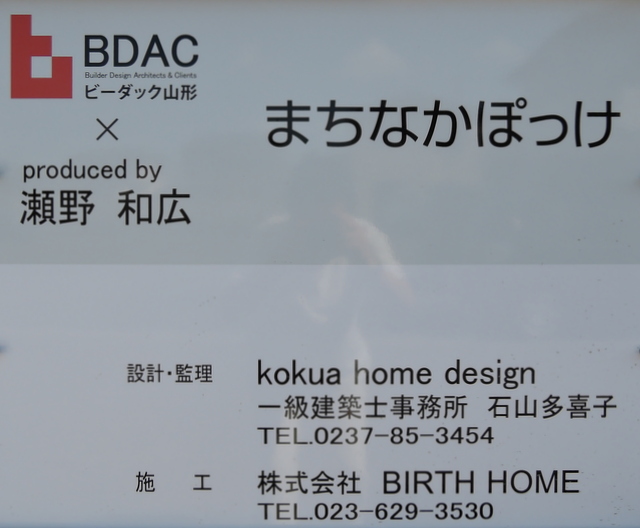 BDAC
Builder Design Architects & Clients
ビーダック山形
×
produced by
瀬野 和広
まちなかぽっけ
設計・監理 kokua home design
一級建築士事務所 石山多喜子
TEL.0237-85-3454
施 工 株式会社 BIRTH HOME
TEL.023-629-3530